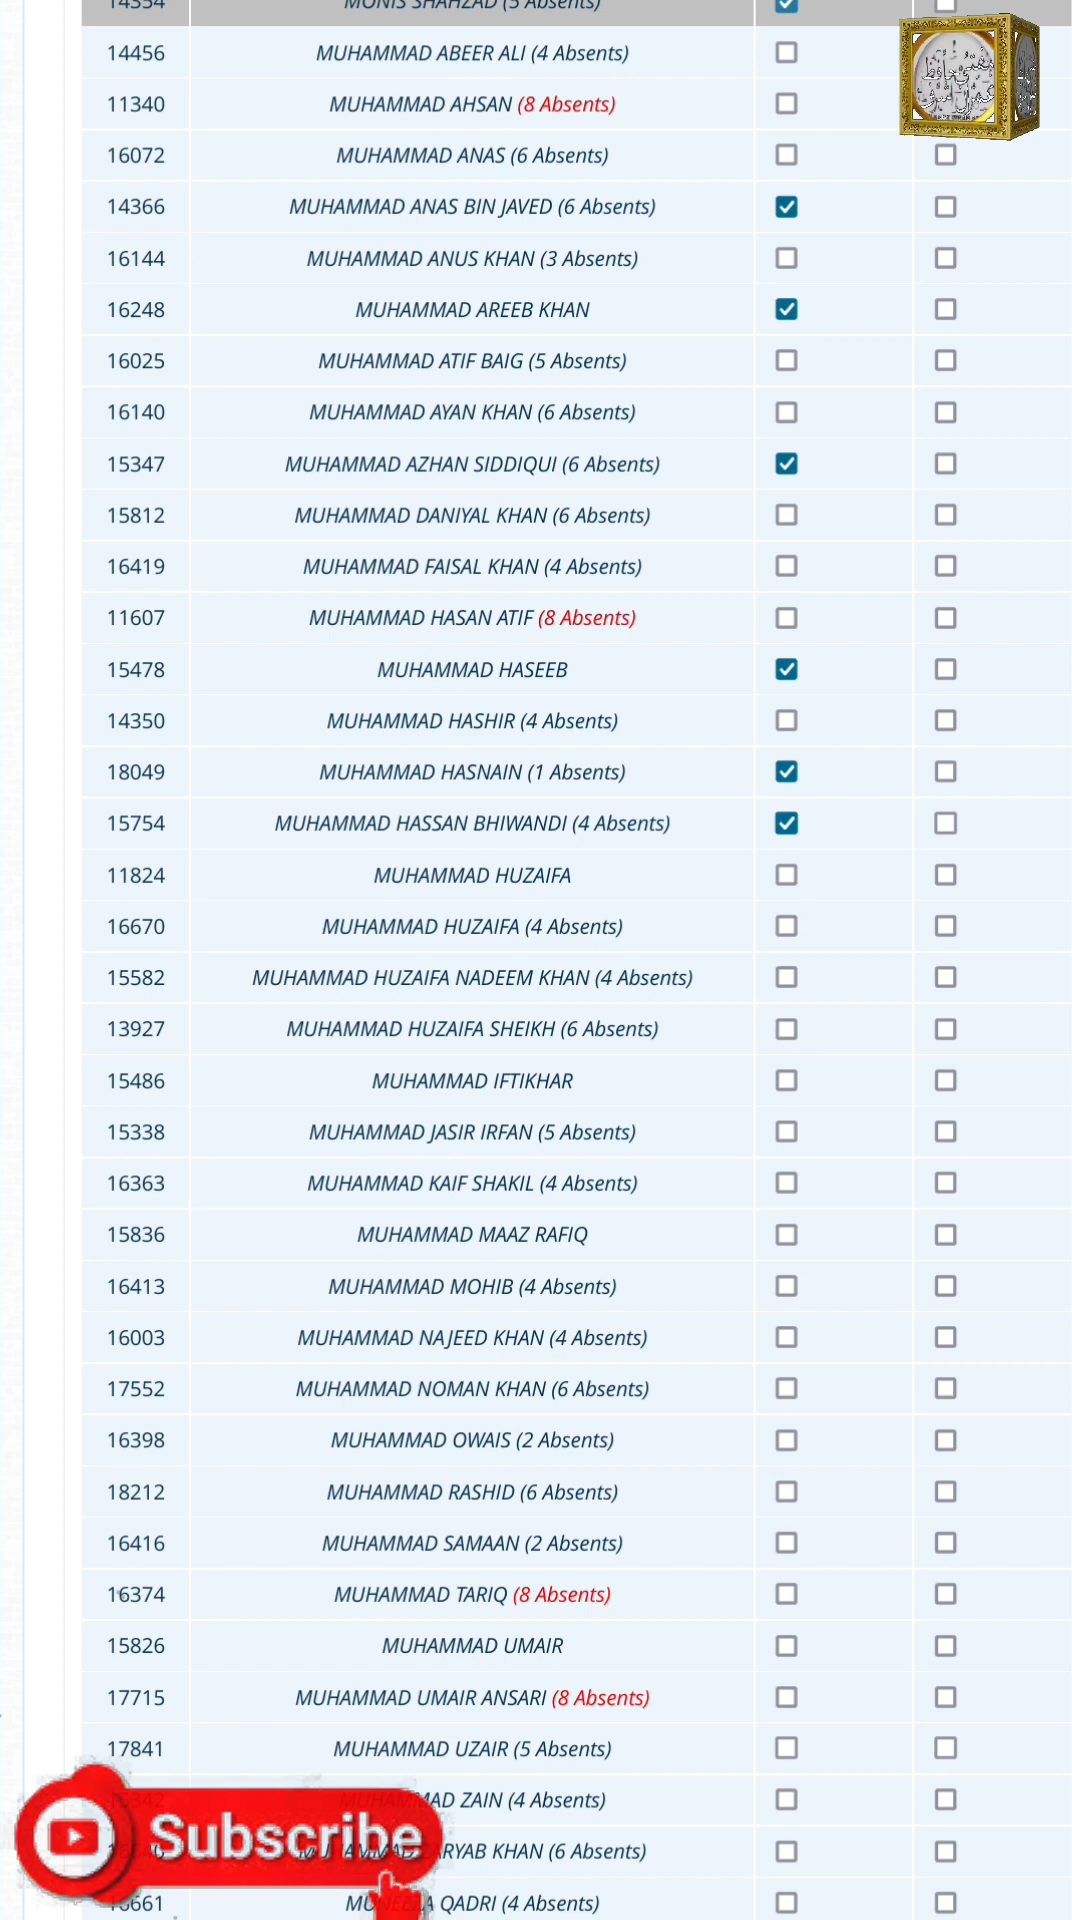 14354 MONIS SHAHZAD (5 Absents)
14456 MUHAMMAD ABEER ALI (4 Absents)
11340 MUHAMMAD AHSAN (8 Absents)
16072 MUHAMMAD ANAS (6 Absents)
14366 MUHAMMAD ANAS BIN JAVED (6 Absents)
16144 MUHAMMAD ANUS KHAN (3 Absents)
16248 MUHAMMAD AREEB KHAN
16025 MUHAMMAD ATIF BAIG (5 Absents)
16140 MUHAMMAD AYAN KHAN (6 Absents)
15347 MUHAMMAD AZHAN SIDDIQUI (6 Absents)
15812 MUHAMMAD DANIYAL KHAN (6 Absents)
16419 MUHAMMAD FAISAL KHAN (4 Absents)
11607 MUHAMMAD HASAN ATIF (8 Absents)
15478 MUHAMMAD HASEEB
14350 MUHAMMAD HASHIR (4 Absents)
18049 MUHAMMAD HASNAIN (1 Absents)
15754 MUHAMMAD HASSAN BHIWANDI (4 Absents)
11824 MUHAMMAD HUZAIFA
16670 MUHAMMAD HUZAIFA (4 Absents)
15582 MUHAMMAD HUZAIFA NADEEM KHAN (4 Absents)
13927 MUHAMMAD HUZAIFA SHEIKH (6 Absents)
15486 MUHAMMAD IFTIKHAR
15338 MUHAMMAD JASIR IRFAN (5 Absents)
16363 MUHAMMAD KAIF SHAKIL (4 Absents)
15836 MUHAMMAD MAAZ RAFIQ
16413 MUHAMMAD MOHIB (4 Absents)
16003 MUHAMMAD NAJEED KHAN (4 Absents)
17552 MUHAMMAD NOMAN KHAN (6 Absents)
16398 MUHAMMAD OWAIS (2 Absents)
18212 MUHAMMAD RASHID (6 Absents)
16416 MUHAMMAD SAMAAN (2 Absents)
16374 MUHAMMAD TARIQ (8 Absents)
15826 MUHAMMAD UMAIR
17715 MUHAMMAD UMAIR ANSARI (8 Absents)
17841 MUHAMMAD UZAIR (5 Absents)
MUHAMMAD ZAIN (4 Absents)
Subscribe
MUHAMMAD KHAN (6 Absents)
QADRI (4 Absents)